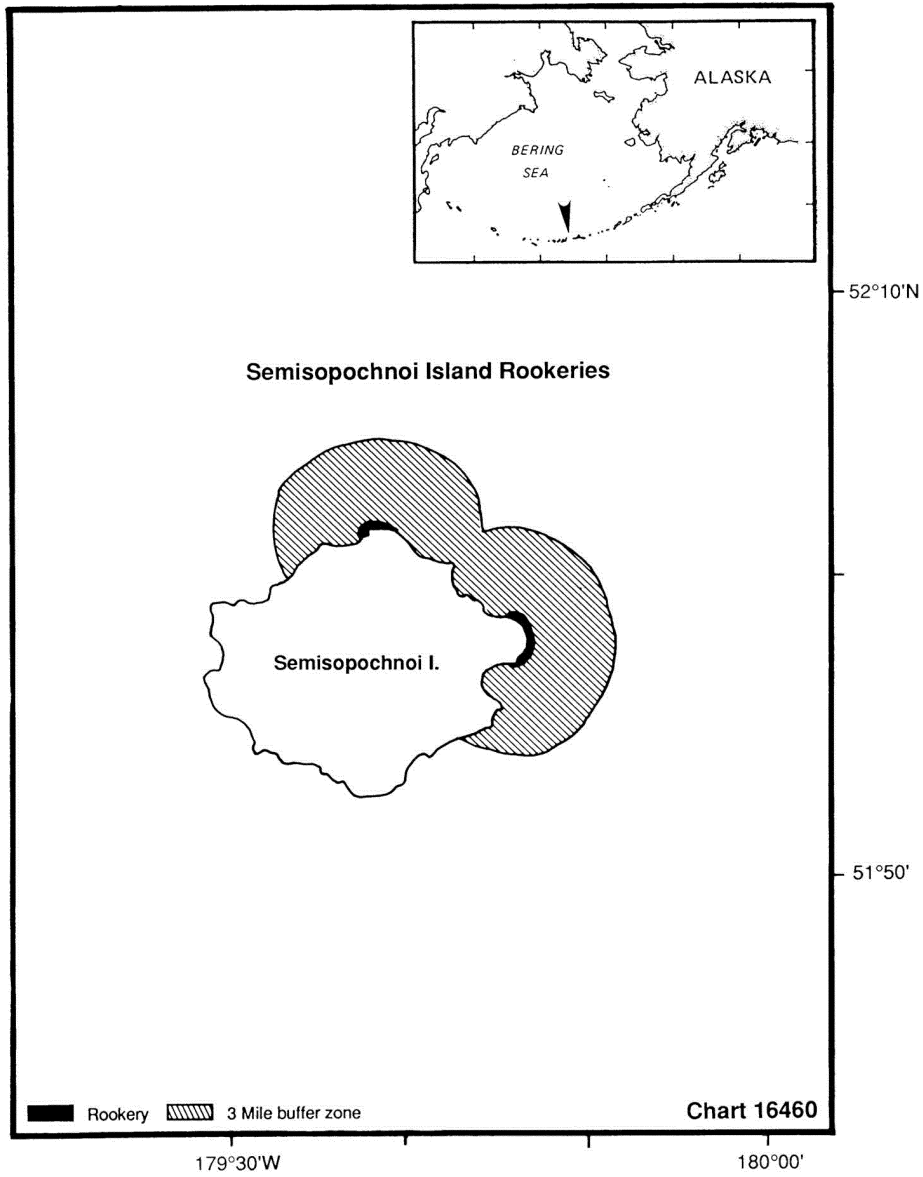 ALASKA
BERING
SEA
52°10'N
Semisopochnoi Island Rookeries
Semisopochnoi I.
51°50'
Rookery
3 Mile buffer zone
Chart 16460
179°30'W
180°00'